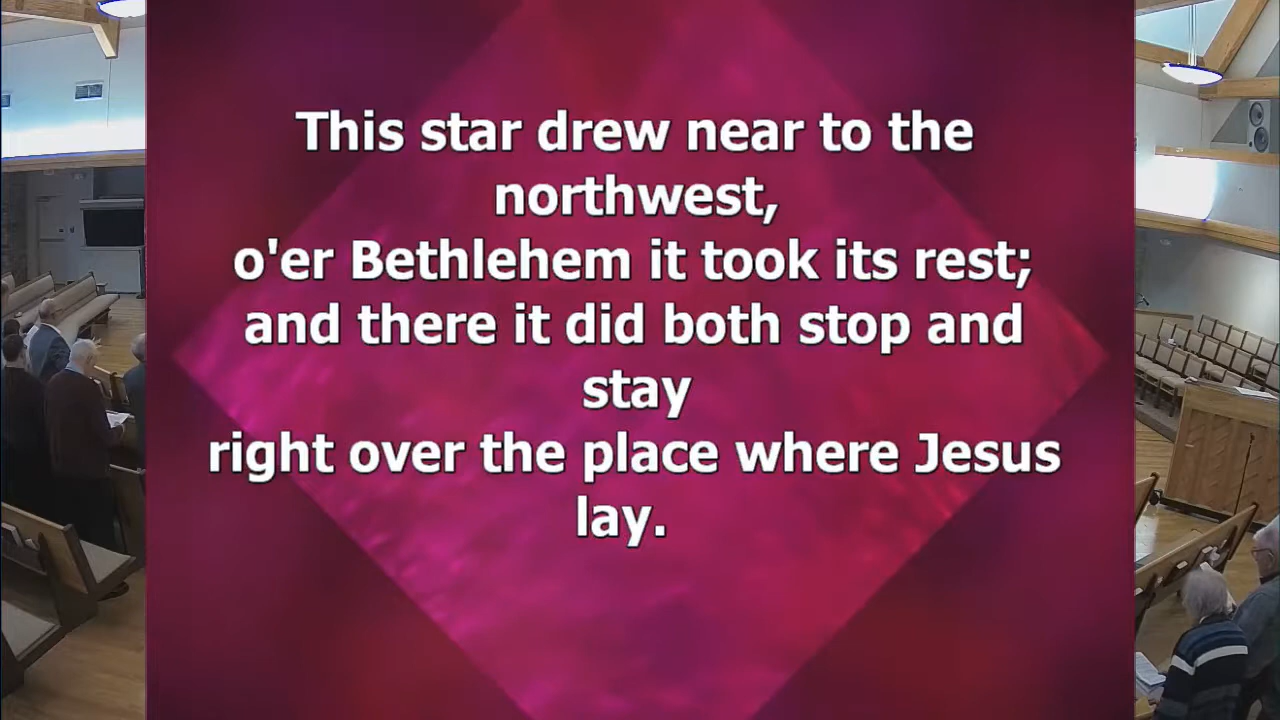 This star drew near to the
northwest,
o'er Bethlehem it took its rest;
and there it did both stop and
stay
right over the place where Jesus
lay.